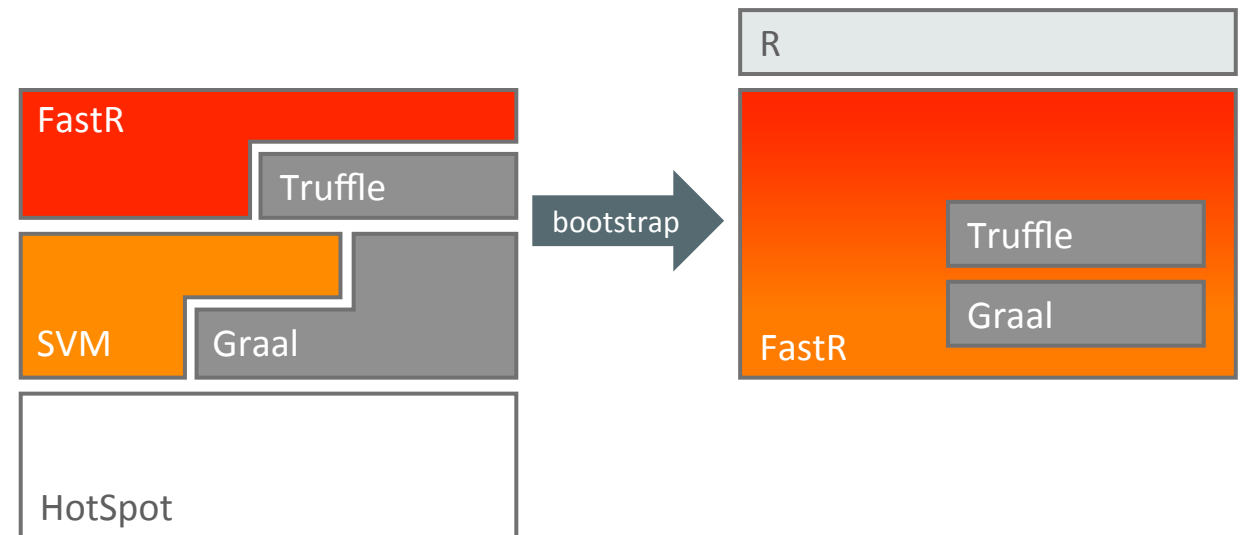 FastR
Truffle
SVM
Graal
HotSpot
bootstrap
R
Truffle
Graal
FastR